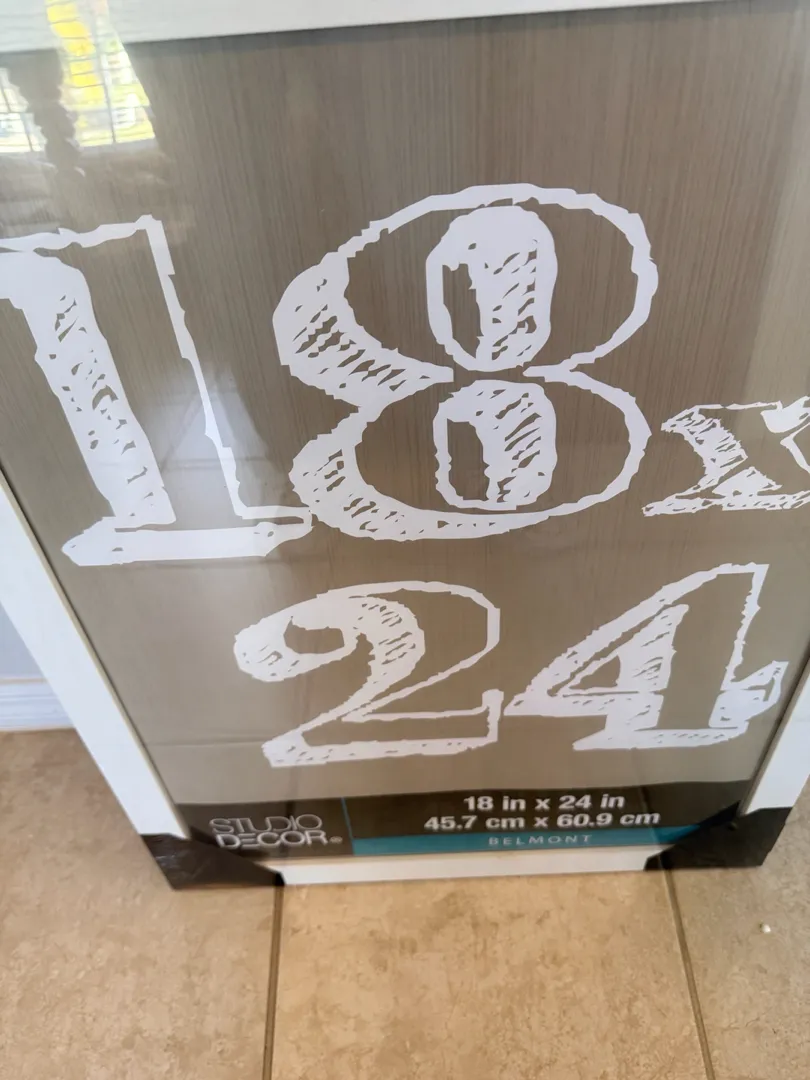 18x
24
STUDIO
DECOR®
18 in x 24 in
45.7 cm x 60.9 cm
BELMONT